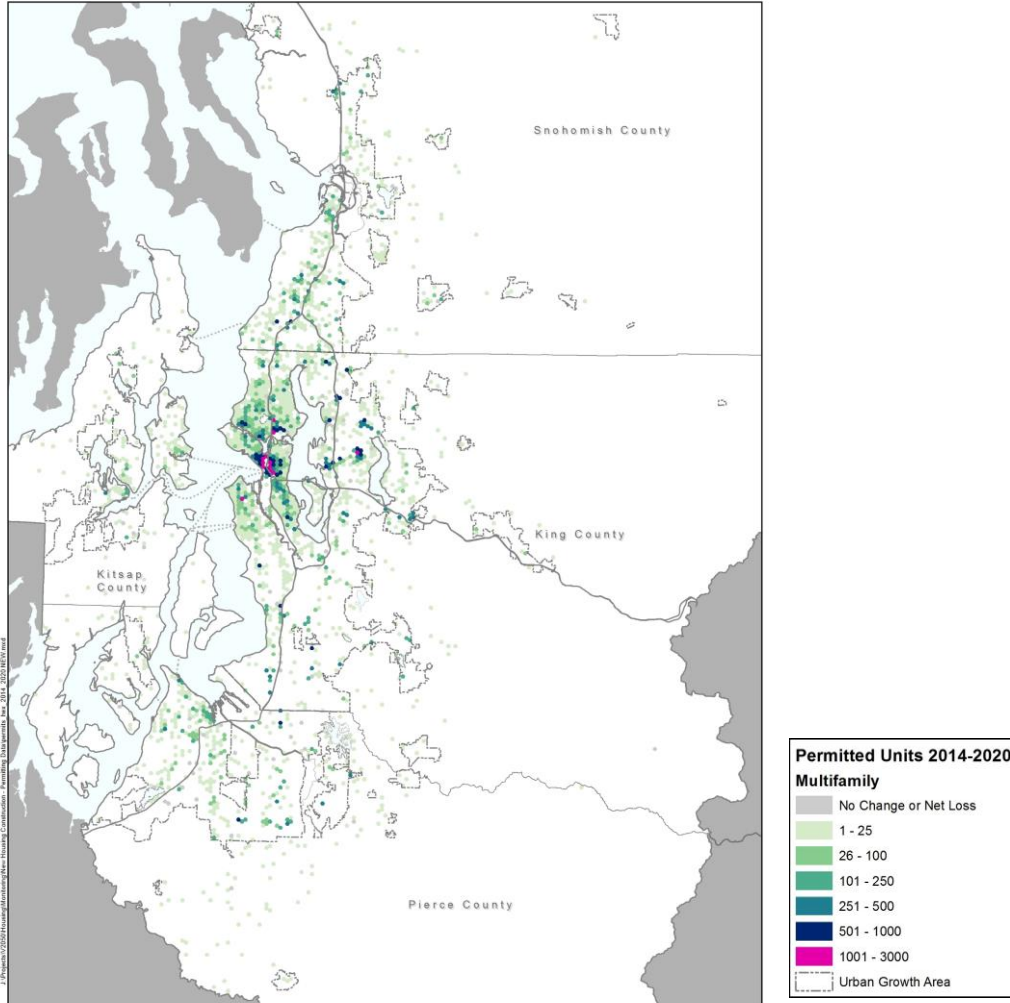 Snohomish County
King County
Kitsap
County
Pierce County
Permitted Units 2014-2020
Multifamily
No Change or Net Loss
1 - 25
26 - 100
101 - 250
251 - 500
501 - 1000
1001 - 3000
Urban Growth Area